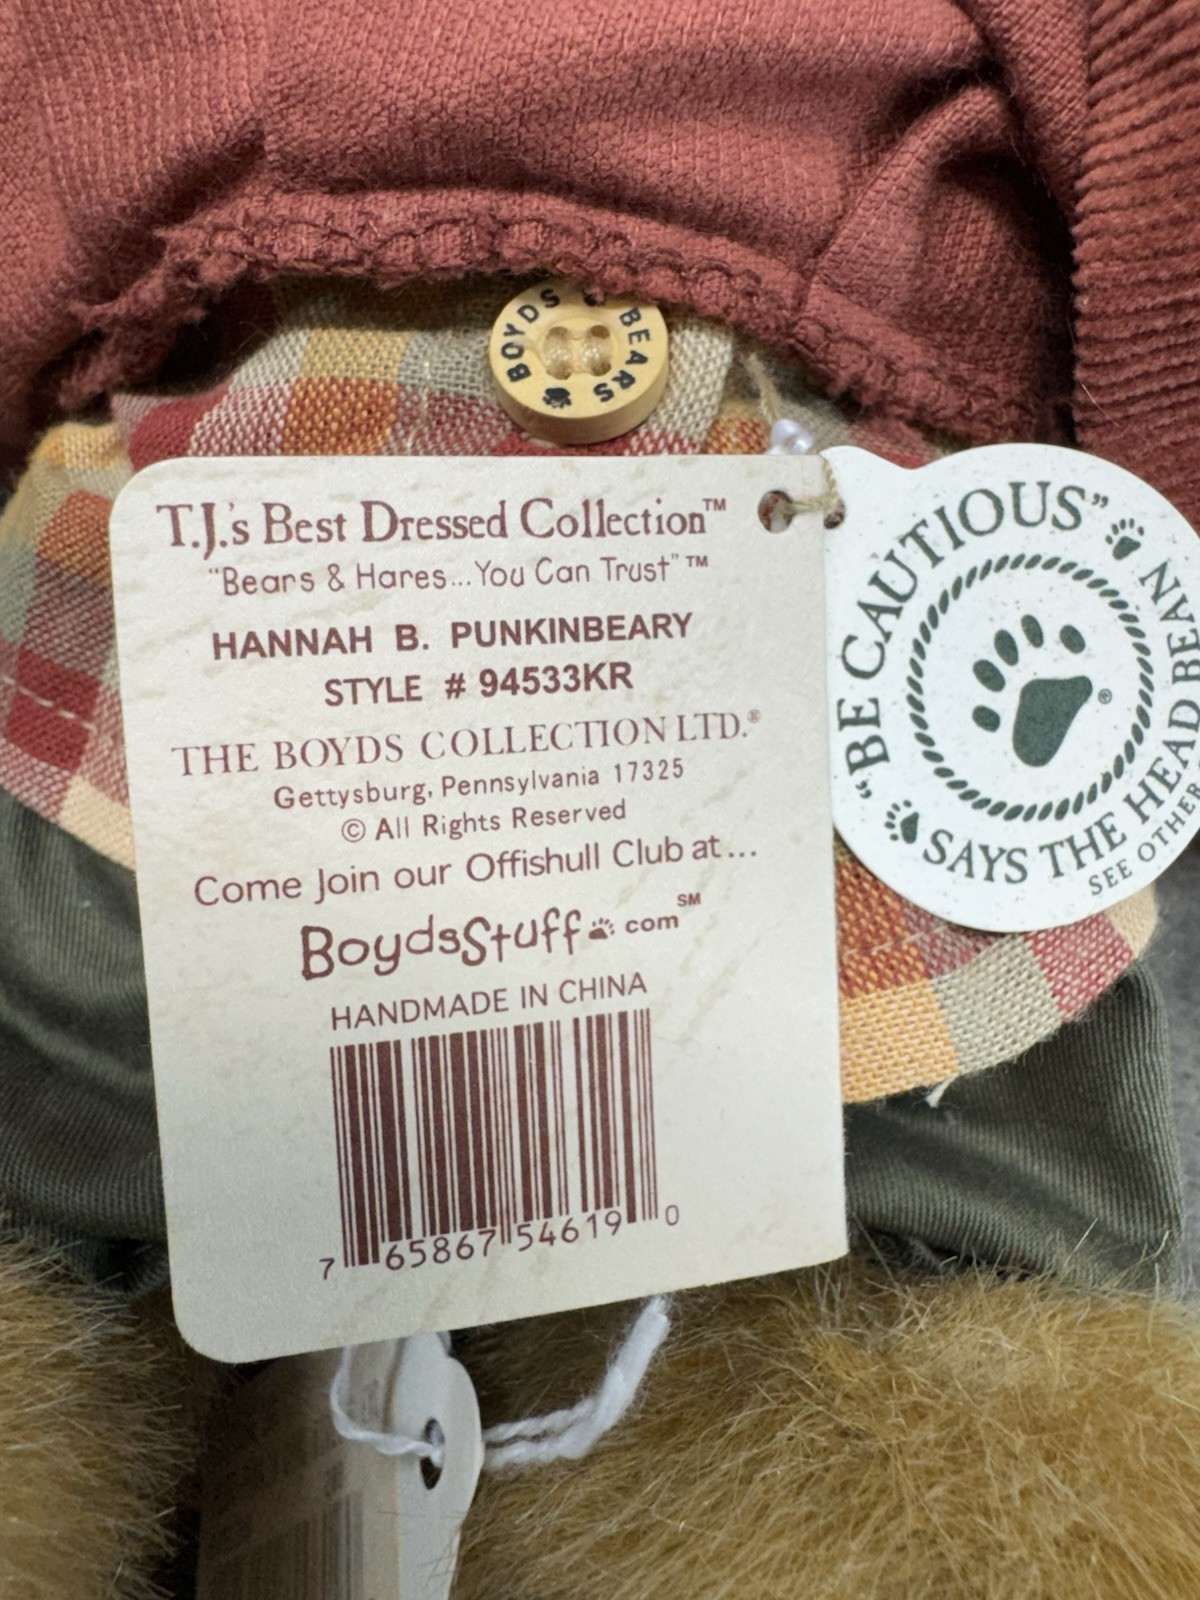 BOYDS BEARS
T.J.'s Best Dressed Collection™
"Bears & Hares...You Can Trust"™
HANNAH B. PUNKINBEARY
STYLE # 94533KR
THE BOYDS COLLECTION LTD.®
Gettysburg, Pennsylvania 17325
© All Rights Reserved
Come Join our Offishull Club at...
BoydsStuff.com℠
HANDMADE IN CHINA
7 65867 54619 0
"BE CAUTIOUS"
SAYS THE HEAD BEAN
®
SEE OTHER